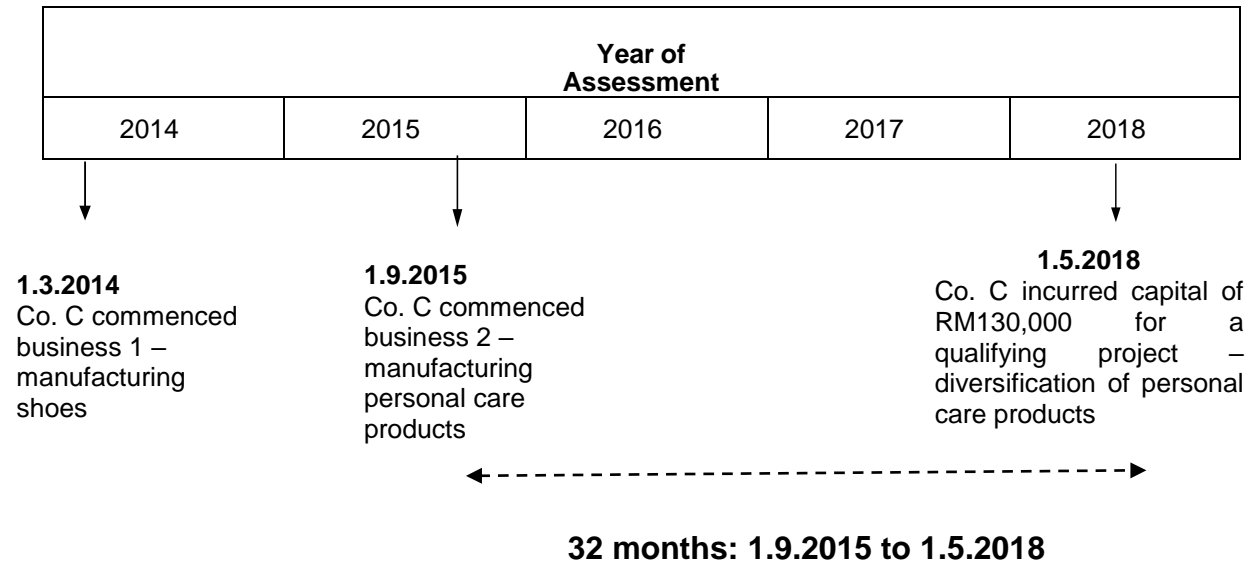 Year of
Assessment
2014 2015 2016 2017 2018
1.3.2014
Co. C commenced
business 1 –
manufacturing
shoes
1.9.2015
Co. C commenced
business 2 –
manufacturing
personal care
products
1.5.2018
Co. C incurred capital of
RM130,000 for a
qualifying project –
diversification of personal
care products
32 months: 1.9.2015 to 1.5.2018